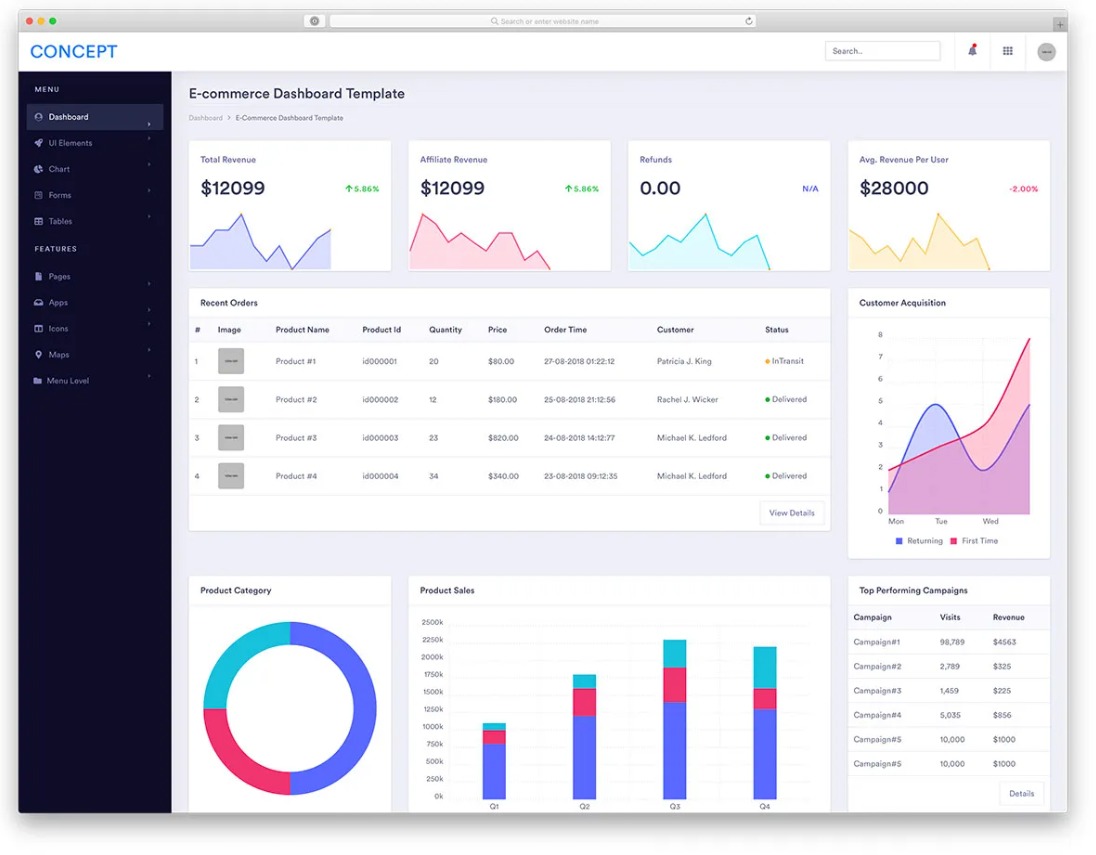 Search or enter website name
CONCEPT
Search..
MENU
Dashboard
UI Elements
Chart
Forms
Tables
FEATURES
Pages
Apps
Icons
Maps
Menu Level
E-commerce Dashboard Template
Dashboard > E-Commerce Dashboard Template
Total Revenue
$12099 5.86%
Affiliate Revenue
$12099 5.86%
Refunds
0.00 N/A
Avg. Revenue Per User
$28000 -2.00%
Recent Orders
# Image Product Name Product Id Quantity Price Order Time Customer Status
1 Product #1 id000001 20 $80.00 27-08-2018 01:22:12 Patricia J. King InTransit
2 Product #2 id000002 12 $180.00 25-08-2018 21:12:56 Rachel J. Wicker Delivered
3 Product #3 id000003 23 $820.00 24-08-2018 14:12:77 Michael K. Ledford Delivered
4 Product #4 id000004 34 $340.00 23-08-2018 09:12:35 Michael K. Ledford Delivered
View Details
Customer Acquisition
8
7
6
5
4
3
2
1
0
Mon Tue Wed
Returning First Time
Product Category
Product Sales
2500k
2250k
2000k
1750k
1500k
1250k
1000k
750k
500k
250k
0k
Q1 Q2 Q3 Q4
Top Performing Campaigns
Campaign Visits Revenue
Campaign#1 98,789 $4563
Campaign#2 2,789 $325
Campaign#3 1,459 $225
Campaign#4 5,035 $856
Campaign#5 10,000 $1000
Campaign#5 10,000 $1000
Details